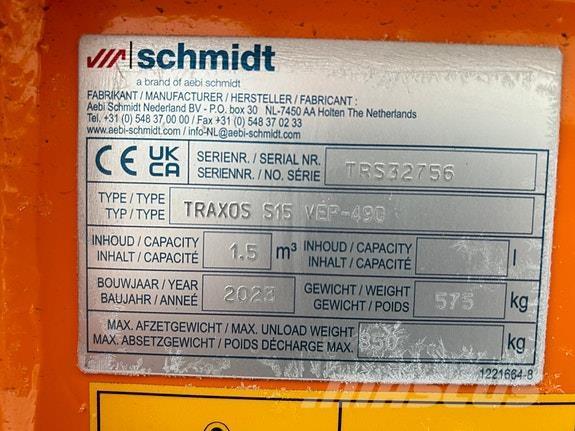 schmidt
a brand of aebi schmidt
FABRIKANT / MANUFACTURER / HERSTELLER / FABRICANT :
Aebi Schmidt Nederland BV - P.O. box 30 NL-7450 AA Holten The Netherlands
Tel. +31 (0) 548 37 00 00 / Fax +31 (0) 548 37 02 33
www.aebi-schmidt.com / info-NL@aebi-schmidt.com
CE UK CA
SERIENR. / SERIAL NR. TRS32756
SERIENNR. / NO. SÉRIE
TYPE / TYPE TRAXOS S15 VEP-490
TYP / TYPE
INHOUD / CAPACITY 1.5 m³ INHOUD / CAPACITY l
INHALT / CAPACITÉ INHALT / CAPACITÉ
BOUWJAAR / YEAR 2023 GEWICHT / WEIGHT 575 kg
BAUJAHR / ANNEÉ GEWICHT / POIDS
MAX. AFZETGEWICHT / MAX. UNLOAD WEIGHT 850 kg
MAX. ABSETZGEWICHT / POIDS DÉCHARGE MAX.
1221664-8
MASCUS